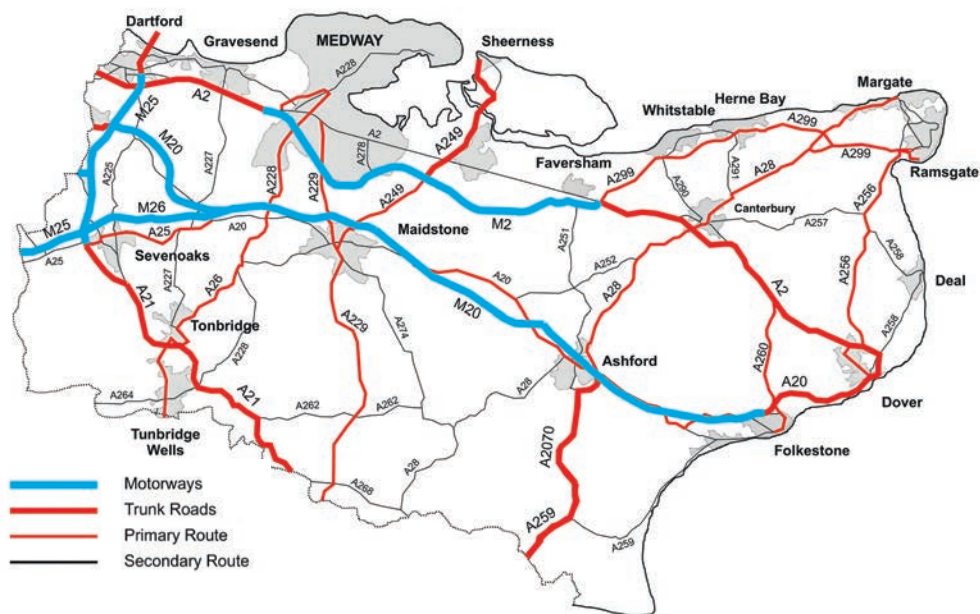 Dartford
Gravesend
MEDWAY
Sheerness
A228
A2
M25
M20
A227
A225
A2
A278
A249
Margate
Herne Bay
Whitstable
A299
A299
Faversham
A299
A28
A291
A290
Ramsgate
A256
A228
A229
A249
M2
Canterbury
A257
M26
M25
A25
A25
A20
Sevenoaks
Maidstone
A251
A252
A258
Deal
A256
A258
A21
A227
A26
Tonbridge
A229
A20
M20
A28
A2
A274
A228
A260
Ashford
A20
Dover
A264
A21
A262
A262
A28
Tunbridge
Wells
A28
A2070
Folkestone
A268
A259
A259
Motorways
Trunk Roads
Primary Route
Secondary Route